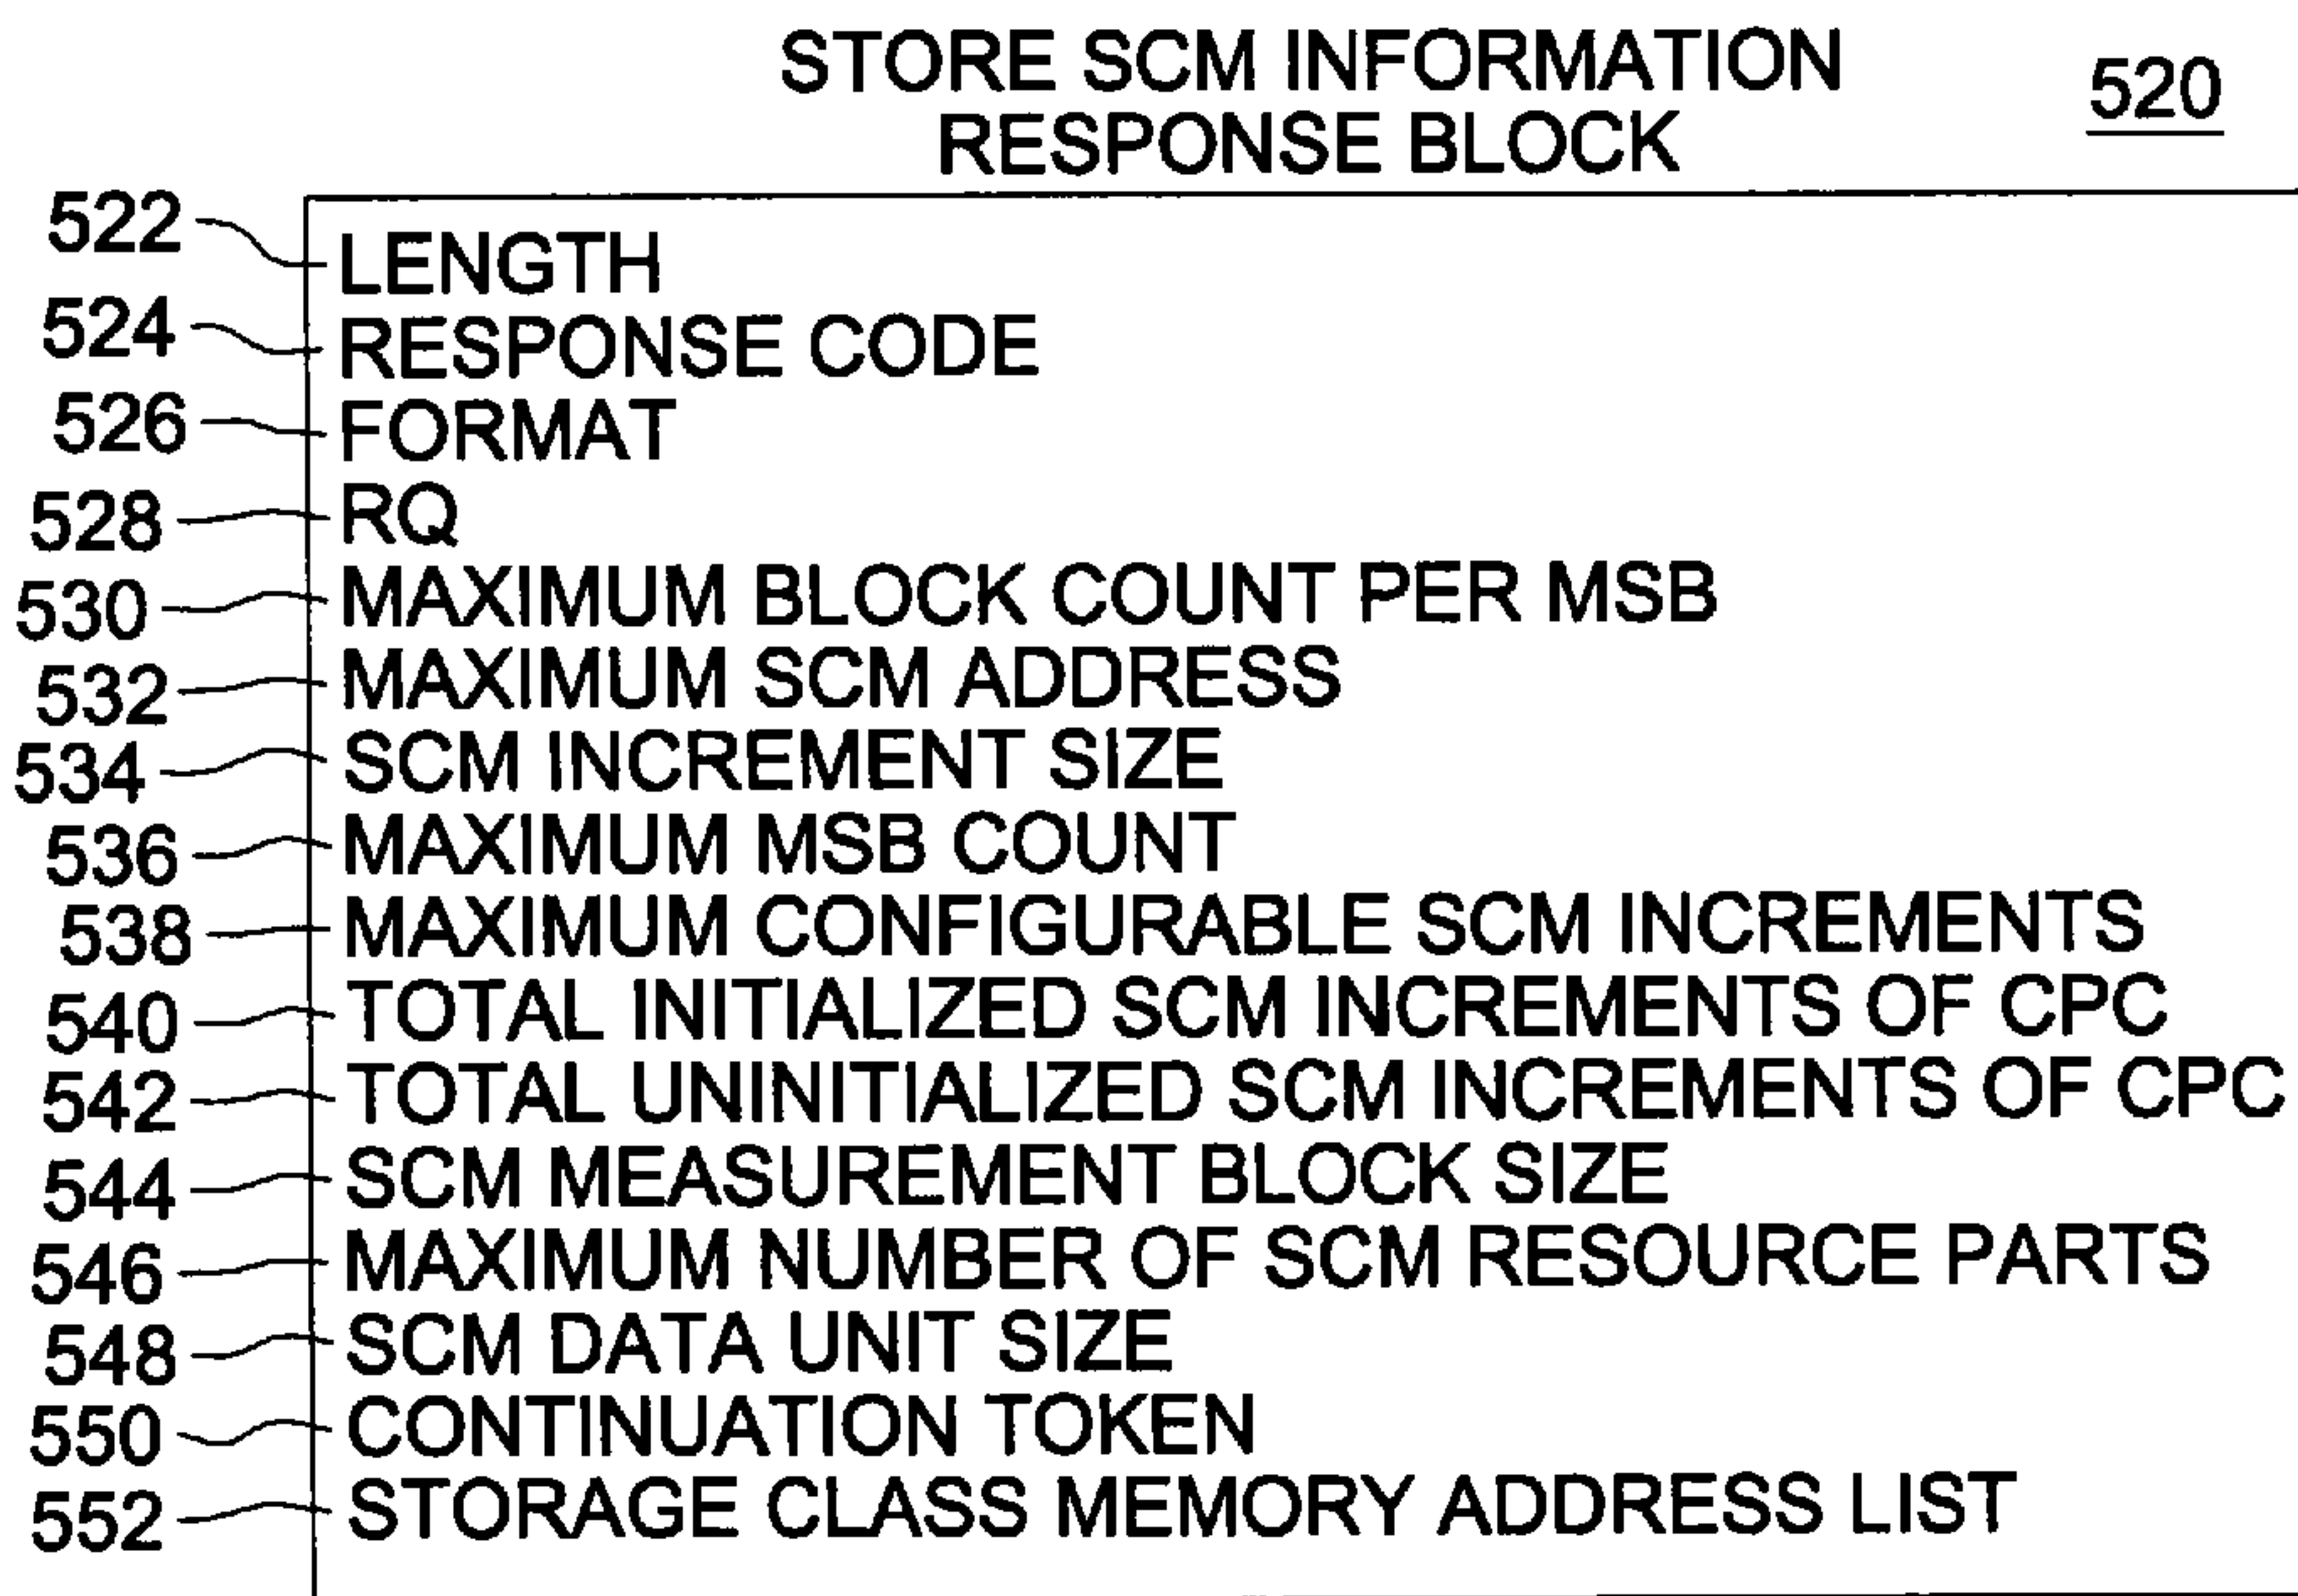 STORE SCM INFORMATION
RESPONSE BLOCK
520
522 LENGTH
524 RESPONSE CODE
526 FORMAT
528 RQ
530 MAXIMUM BLOCK COUNT PER MSB
532 MAXIMUM SCM ADDRESS
534 SCM INCREMENT SIZE
536 MAXIMUM MSB COUNT
538 MAXIMUM CONFIGURABLE SCM INCREMENTS
540 TOTAL INITIALIZED SCM INCREMENTS OF CPC
542 TOTAL UNINITIALIZED SCM INCREMENTS OF CPC
544 SCM MEASUREMENT BLOCK SIZE
546 MAXIMUM NUMBER OF SCM RESOURCE PARTS
548 SCM DATA UNIT SIZE
550 CONTINUATION TOKEN
552 STORAGE CLASS MEMORY ADDRESS LIST